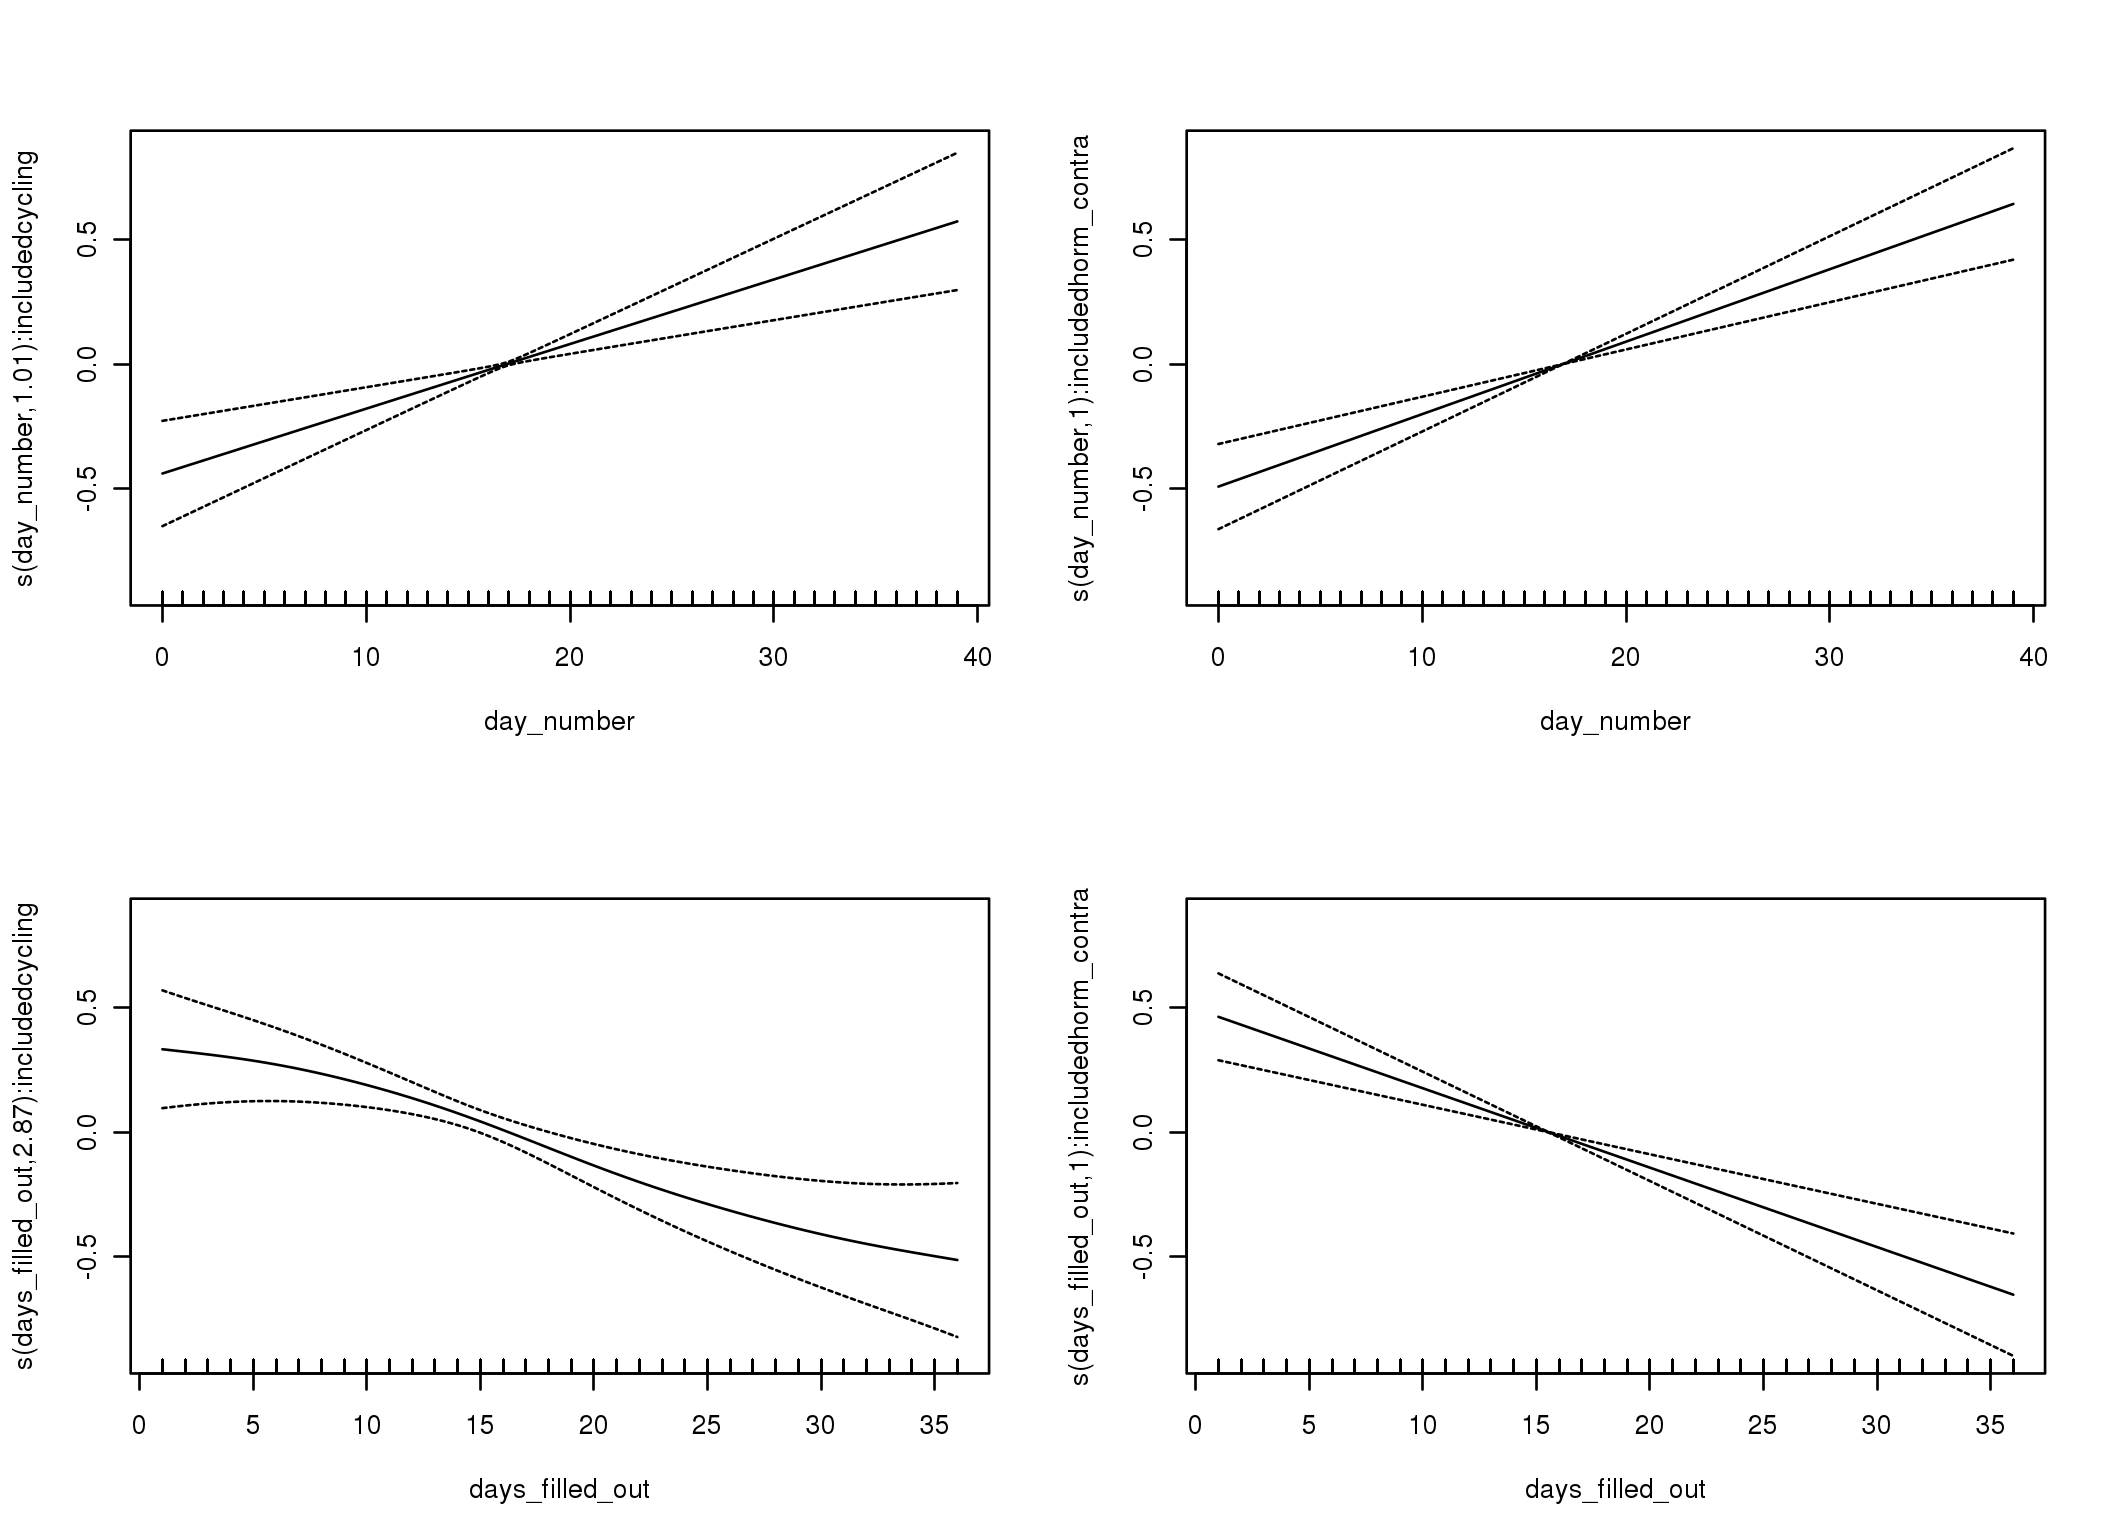 s(day_number,1.01):includedcycling
0.5
0.0
-0.5
0 10 20 30 40
day_number
s(day_number,1):includedhorm_contra
0.5
0.0
-0.5
0 10 20 30 40
day_number
s(days_filled_out,2.87):includedcycling
0.5
0.0
-0.5
0 5 10 15 20 25 30 35
days_filled_out
s(days_filled_out,1):includedhorm_contra
0.5
0.0
-0.5
0 5 10 15 20 25 30 35
days_filled_out